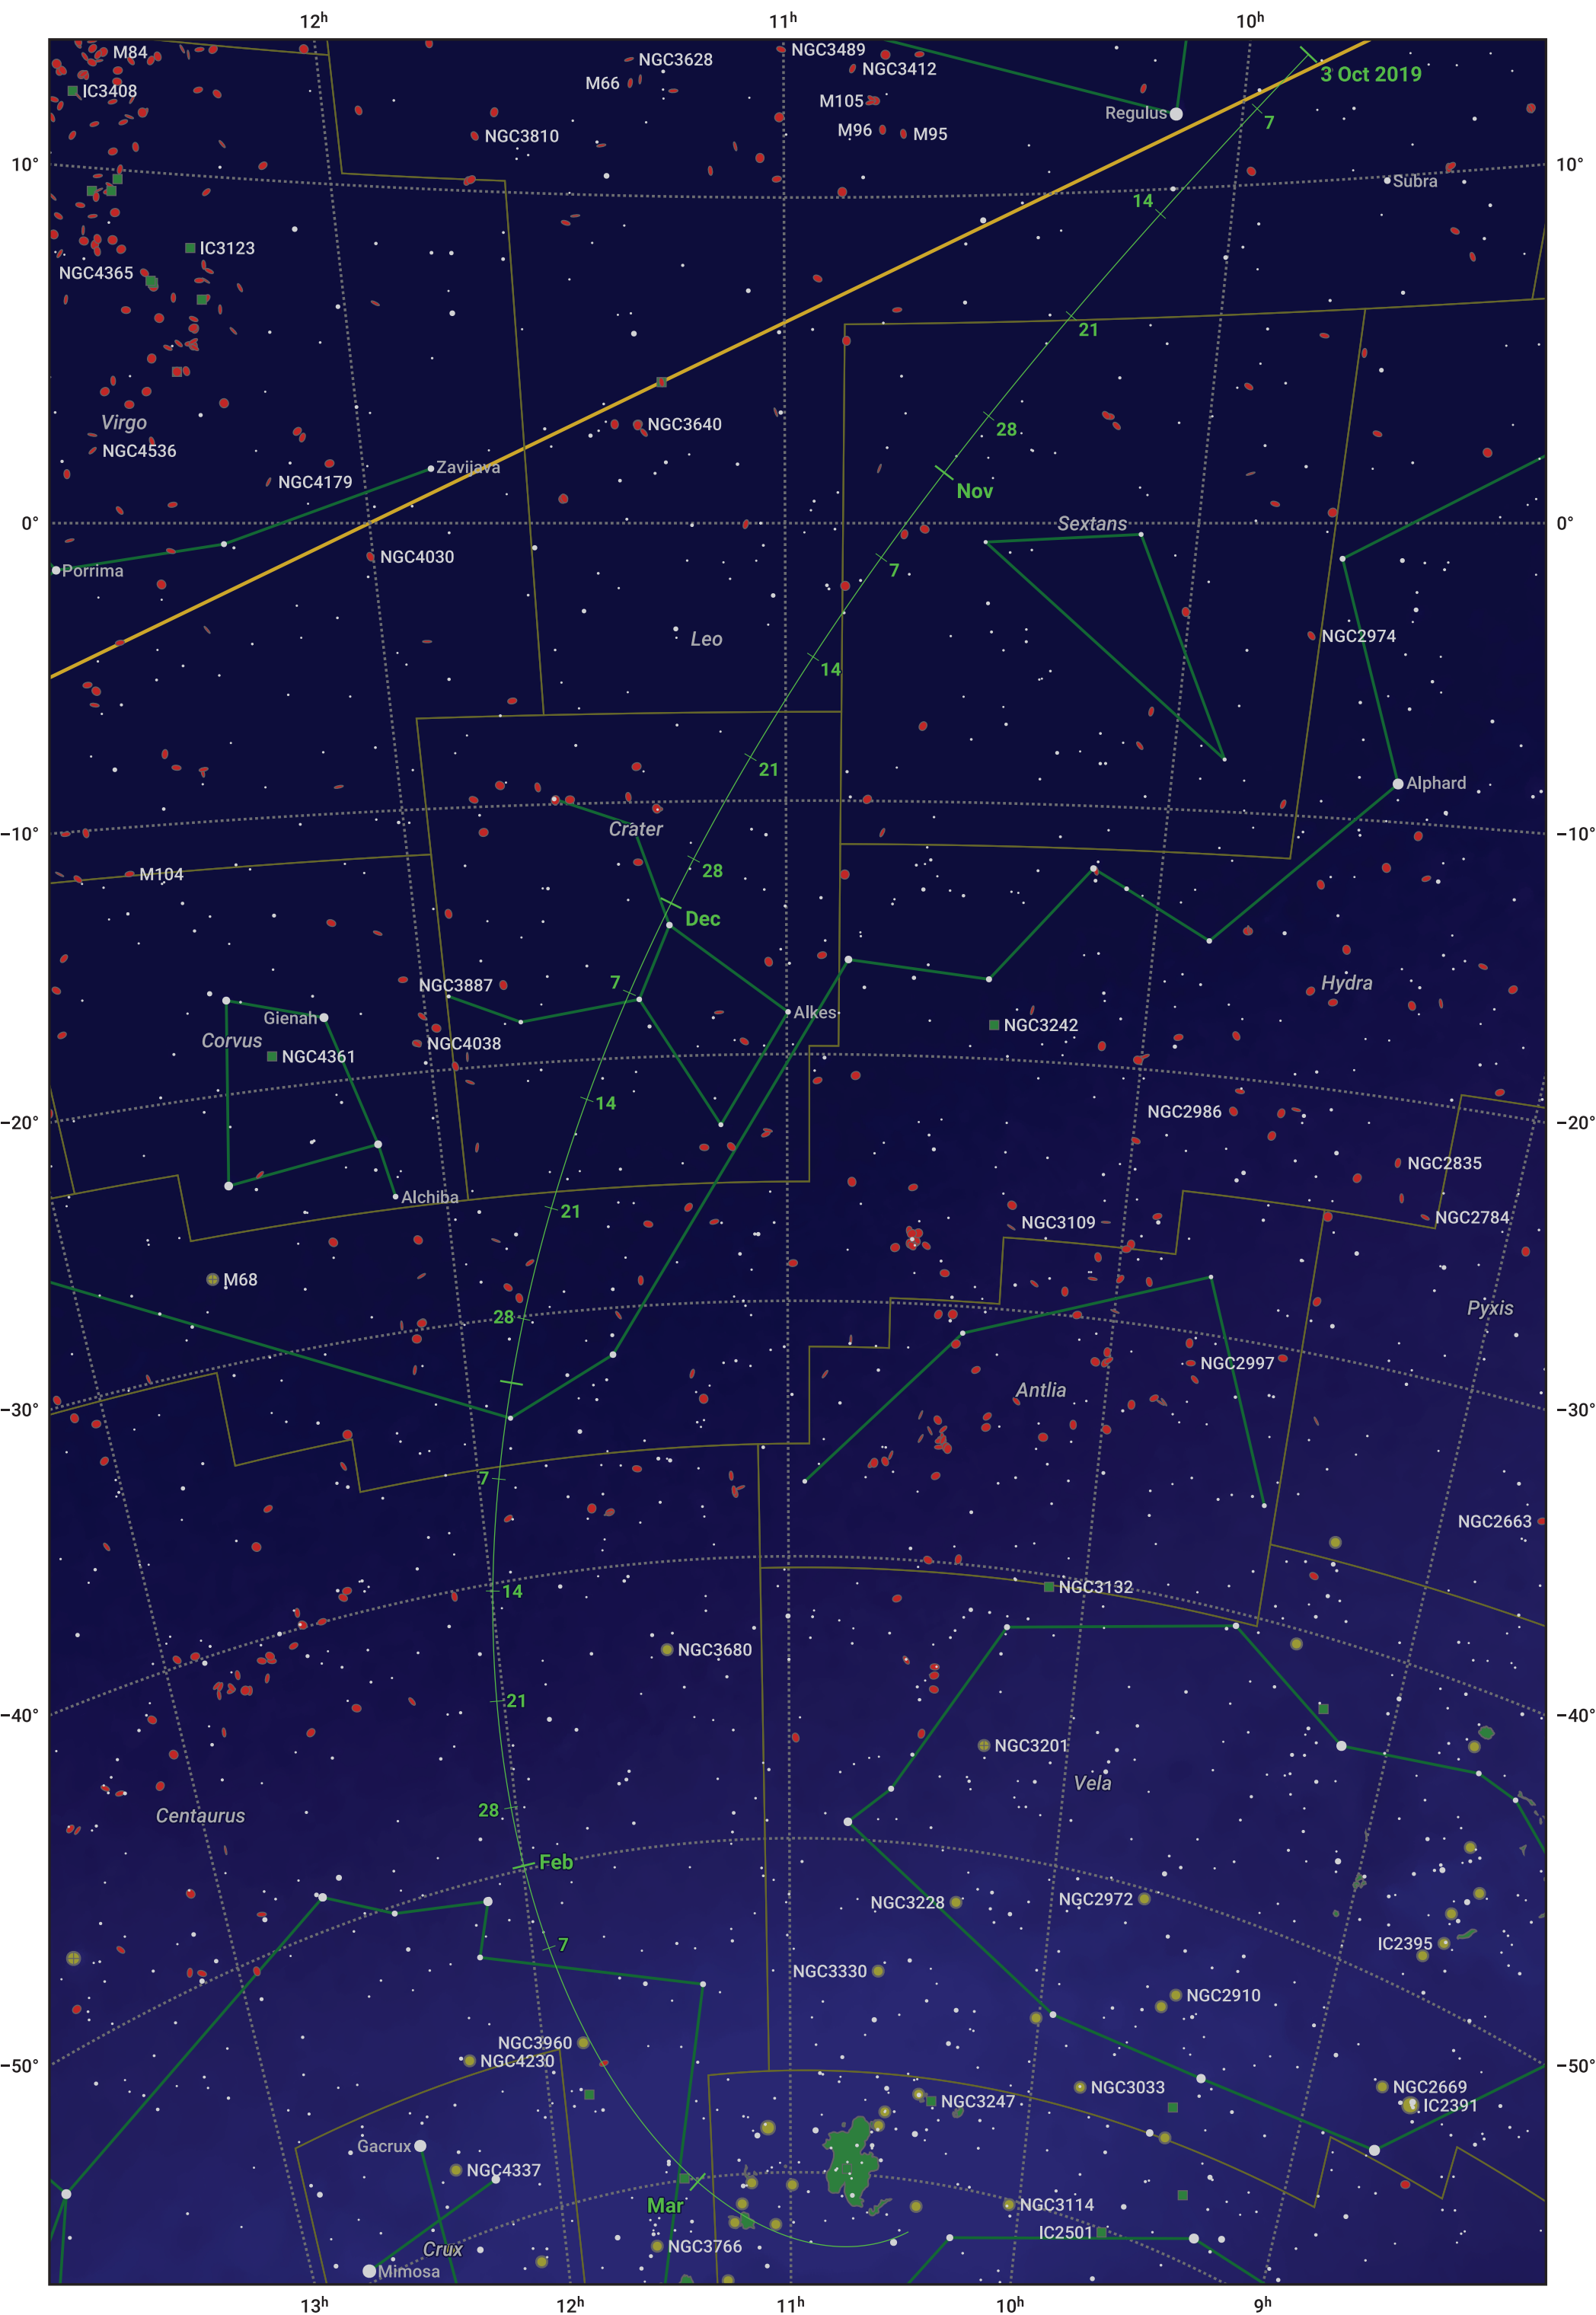 12h 11h 10h
M84 NGC3628 NGC3489
NGC3412 3 Oct 2019
IC3408 M66 M105 Regulus 7
NGC3810 M96 M95
10° 10°
Subra
14
IC3123
NGC4365
21
Virgo NGC3640 28
NGC4536
Zavijava
NGC4179 Nov
0° Sextans 0°
NGC4030
Porrima 7
Leo NGC2974
14
21
Alphard
Crater
−10° −10°
28
M104
Dec
NGC3887 7 Hydra
Gienah Alkes
NGC3242
Corvus NGC4038
NGC4361
14 NGC2986
−20° −20°
NGC2835
Alchiba
21 NGC3109 NGC2784
M68
28 Pyxis
NGC2997
Antlia
−30° −30°
7
NGC2663
14 NGC3132
NGC3680
21
−40° −40°
NGC3201
Vela
28 Centaurus
Feb
NGC3228 NGC2972
7 IC2395
NGC3330
NGC2910
NGC3960
NGC4230
−50° −50°
NGC3033 NGC2669
NGC3247 IC2391
Gacrux
NGC4337
Mar NGC3114
IC2501
Crux NGC3766
Mimosa
13h 12h 11h 10h 9h